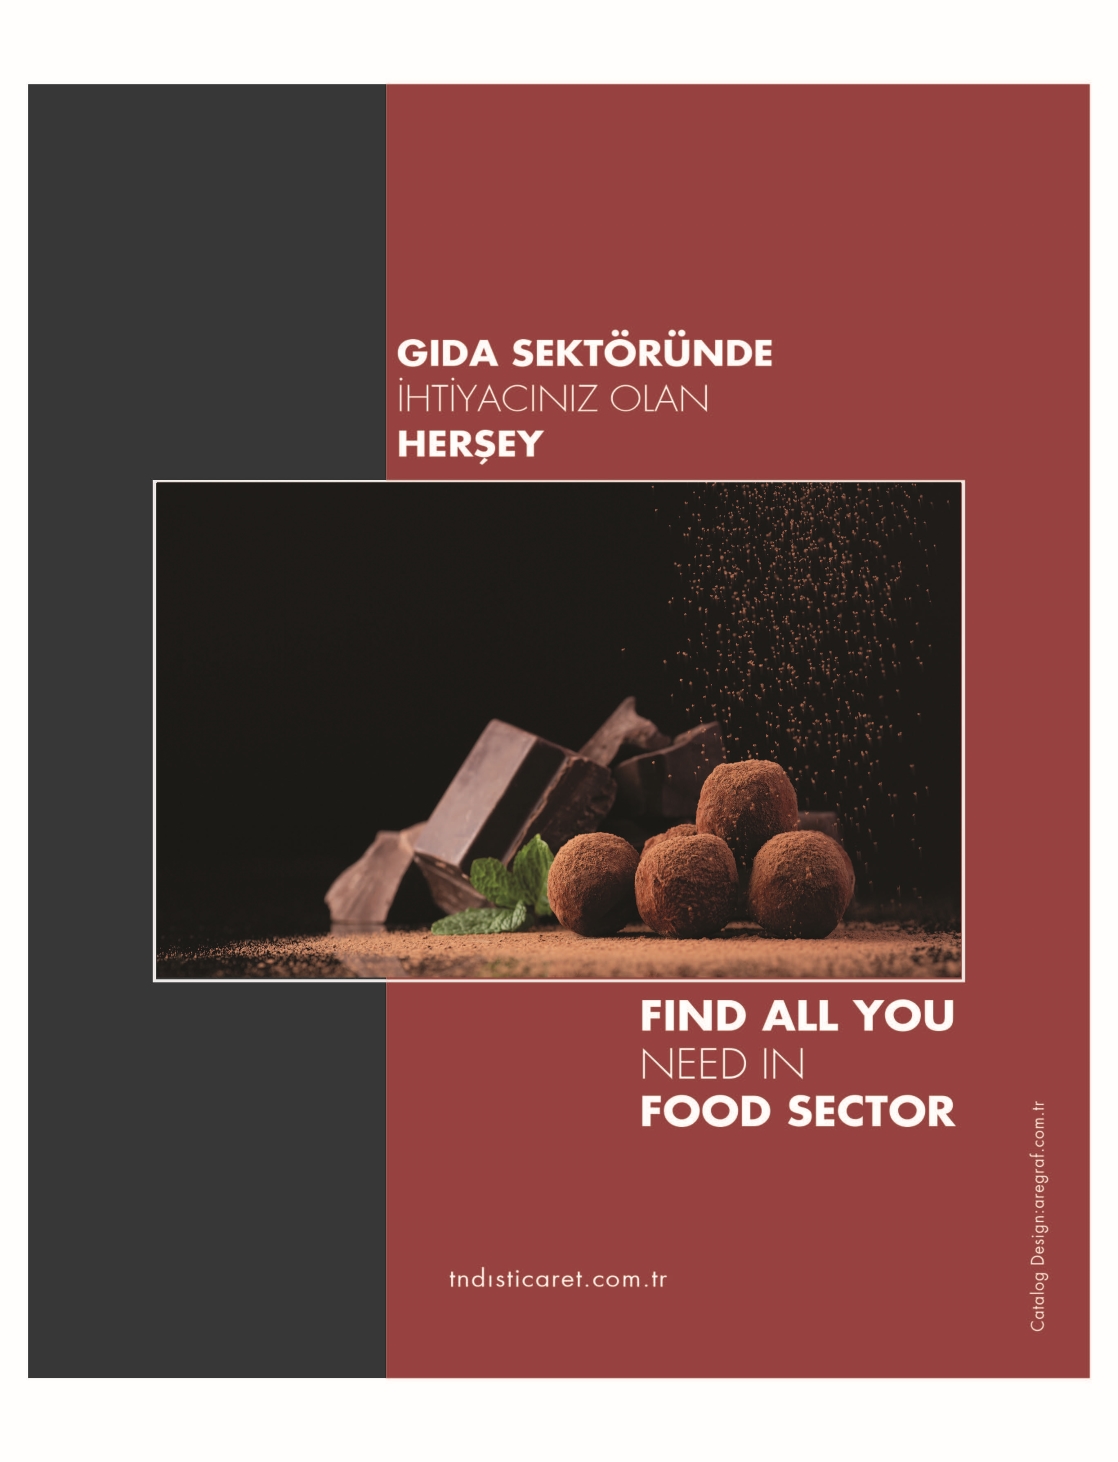 GIDA SEKTÖRÜNDE
İHTİYACINIZ OLAN
HERŞEY
FIND ALL YOU
NEED IN
FOOD SECTOR
tndısticaret.com.tr
Catalog Design:aregraf.com.tr